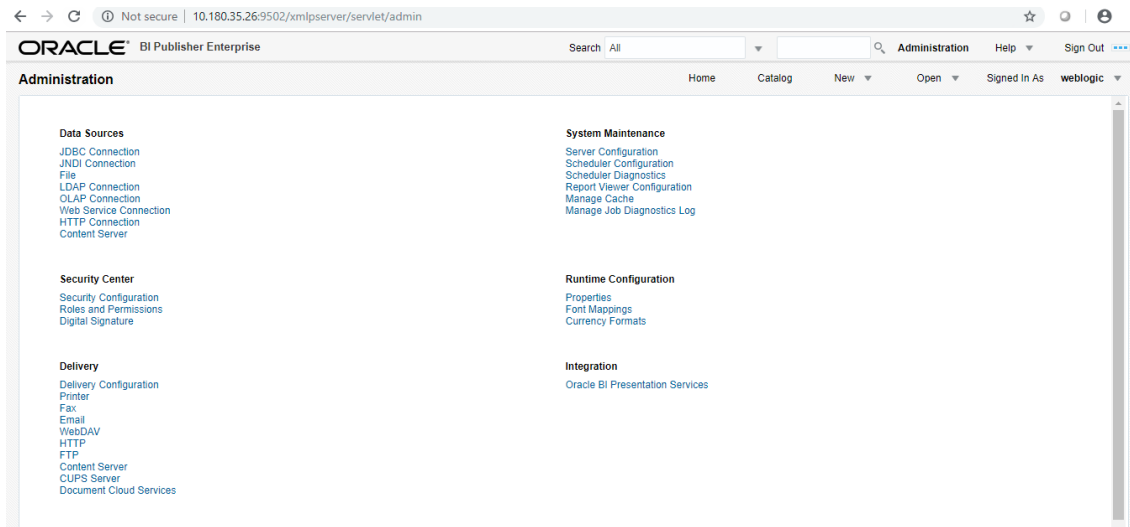 Not secure | 10.180.35.26:9502/xmlpserver/servlet/admin
ORACLE® BI Publisher Enterprise Search All Administration Help Sign Out
Administration Home Catalog New Open Signed In As weblogic
Data Sources
JDBC Connection
JNDI Connection
File
LDAP Connection
OLAP Connection
Web Service Connection
HTTP Connection
Content Server
System Maintenance
Server Configuration
Scheduler Configuration
Scheduler Diagnostics
Report Viewer Configuration
Manage Cache
Manage Job Diagnostics Log
Security Center
Security Configuration
Roles and Permissions
Digital Signature
Runtime Configuration
Properties
Font Mappings
Currency Formats
Delivery
Delivery Configuration
Printer
Fax
Email
WebDAV
HTTP
FTP
Content Server
CUPS Server
Document Cloud Services
Integration
Oracle BI Presentation Services